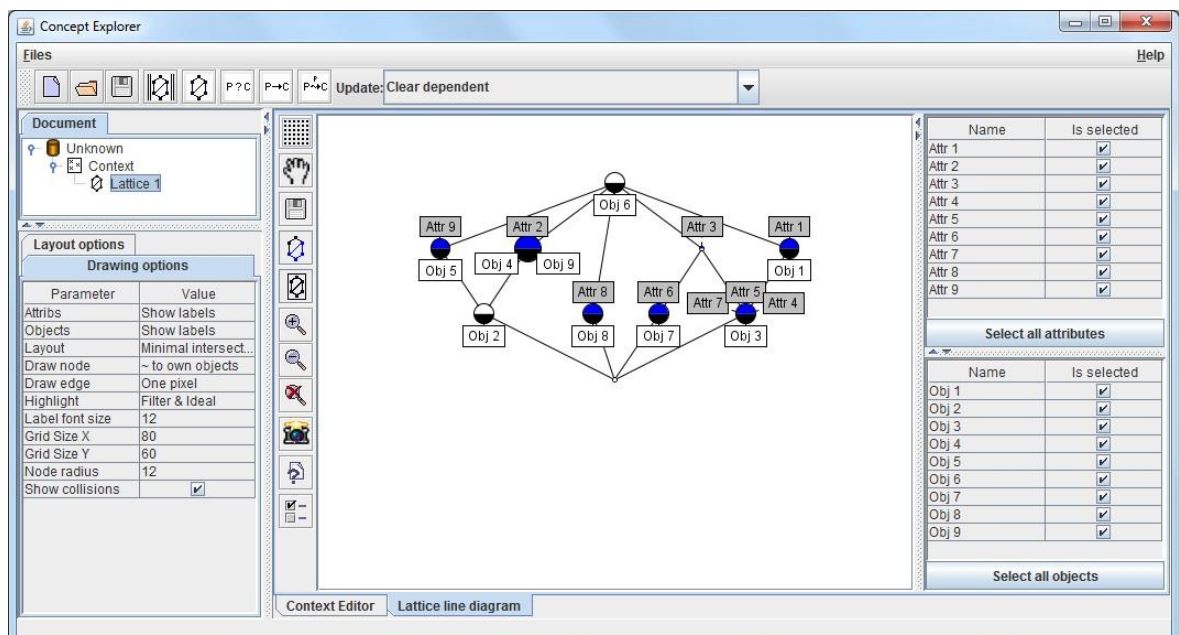 Concept Explorer
Files
Help
P?C
P→C
P→C
Update:
Clear dependent
Document
Unknown
Context
Lattice 1
Layout options
Drawing options
Parameter Value
Attribs Show labels
Objects Show labels
Layout Minimal intersect...
Draw node ~ to own objects
Draw edge One pixel
Highlight Filter & Ideal
Label font size 12
Grid Size X 80
Grid Size Y 60
Node radius 12
Show collisions
Obj 6
Attr 9
Attr 2
Attr 3
Attr 1
Obj 5
Obj 4
Obj 9
Obj 1
Attr 8
Attr 6
Attr 7
Attr 5
Attr 4
Obj 2
Obj 8
Obj 7
Obj 3
Context Editor
Lattice line diagram
Name Is selected
Attr 1
Attr 2
Attr 3
Attr 4
Attr 5
Attr 6
Attr 7
Attr 8
Attr 9
Select all attributes
Name Is selected
Obj 1
Obj 2
Obj 3
Obj 4
Obj 5
Obj 6
Obj 7
Obj 8
Obj 9
Select all objects